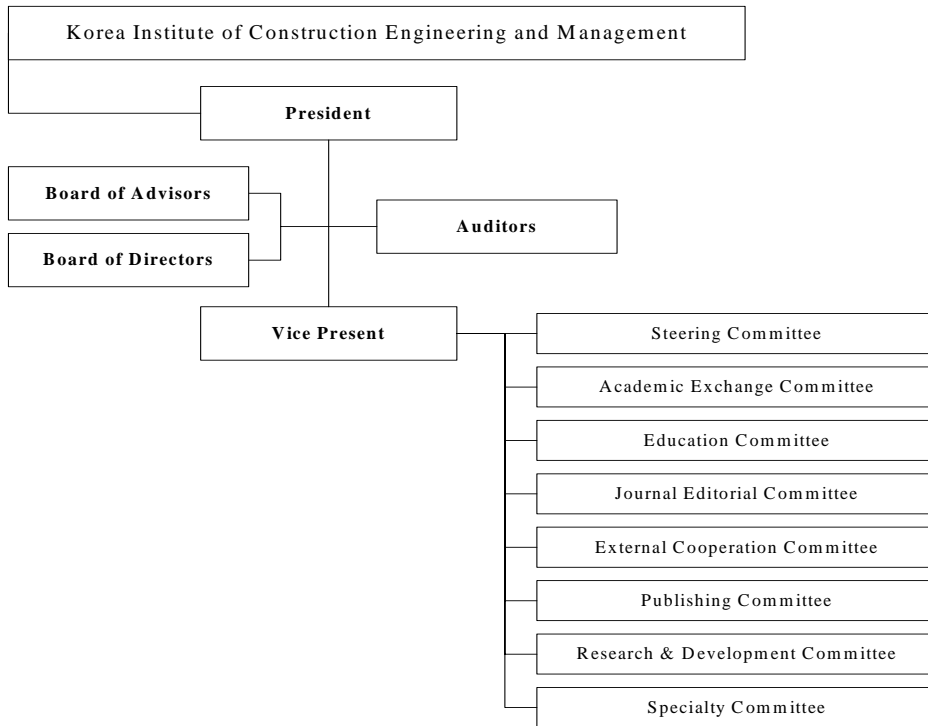 Korea Institute of Construction Engineering and Management
President
Board of Advisors
Auditors
Board of Directors
Vice Present
Steering Committee
Academic Exchange Committee
Education Committee
Journal Editorial Committee
External Cooperation Committee
Publishing Committee
Research & Development Committee
Specialty Committee